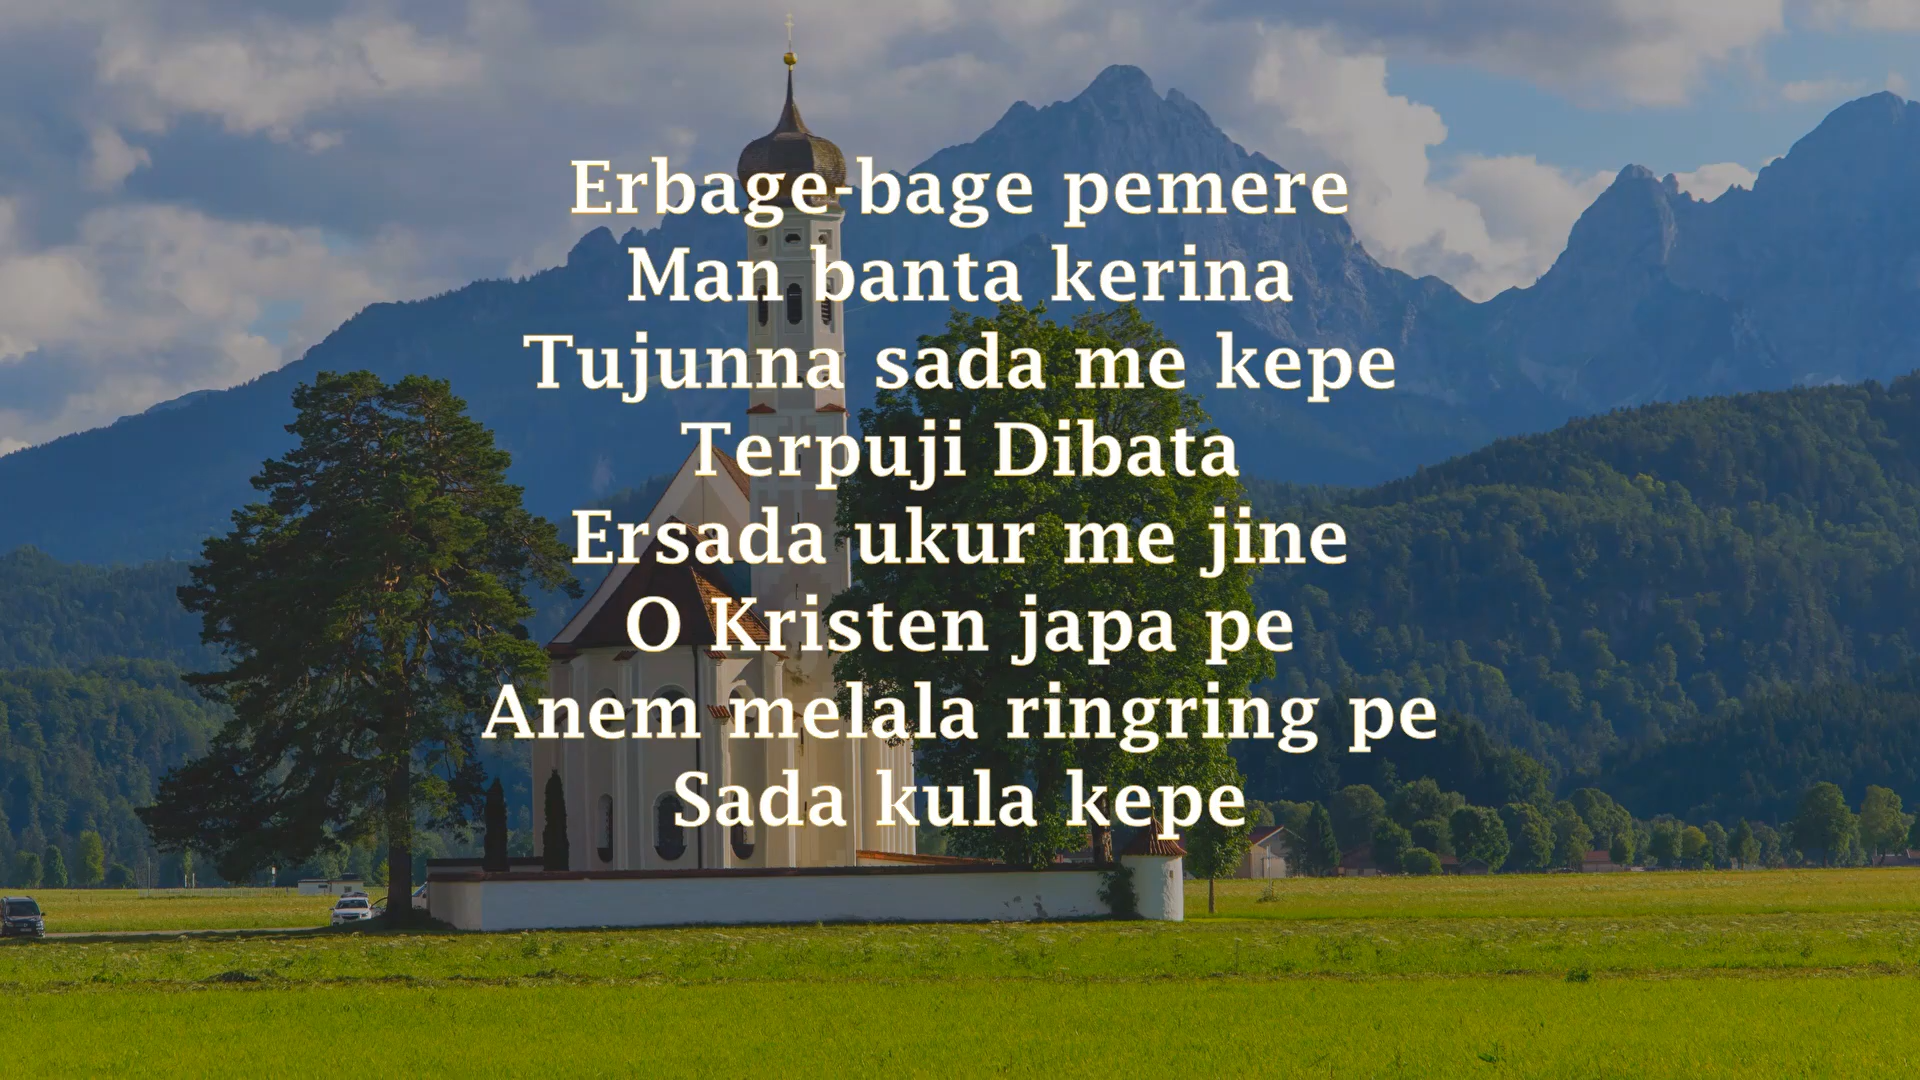 Erbage-bage pemere
Man banta kerina
Tujunna sada me kepe
Terpuji Dibata
Ersada ukur me jine
O Kristen japa pe
Anem melala ringring pe
Sada kula kepe